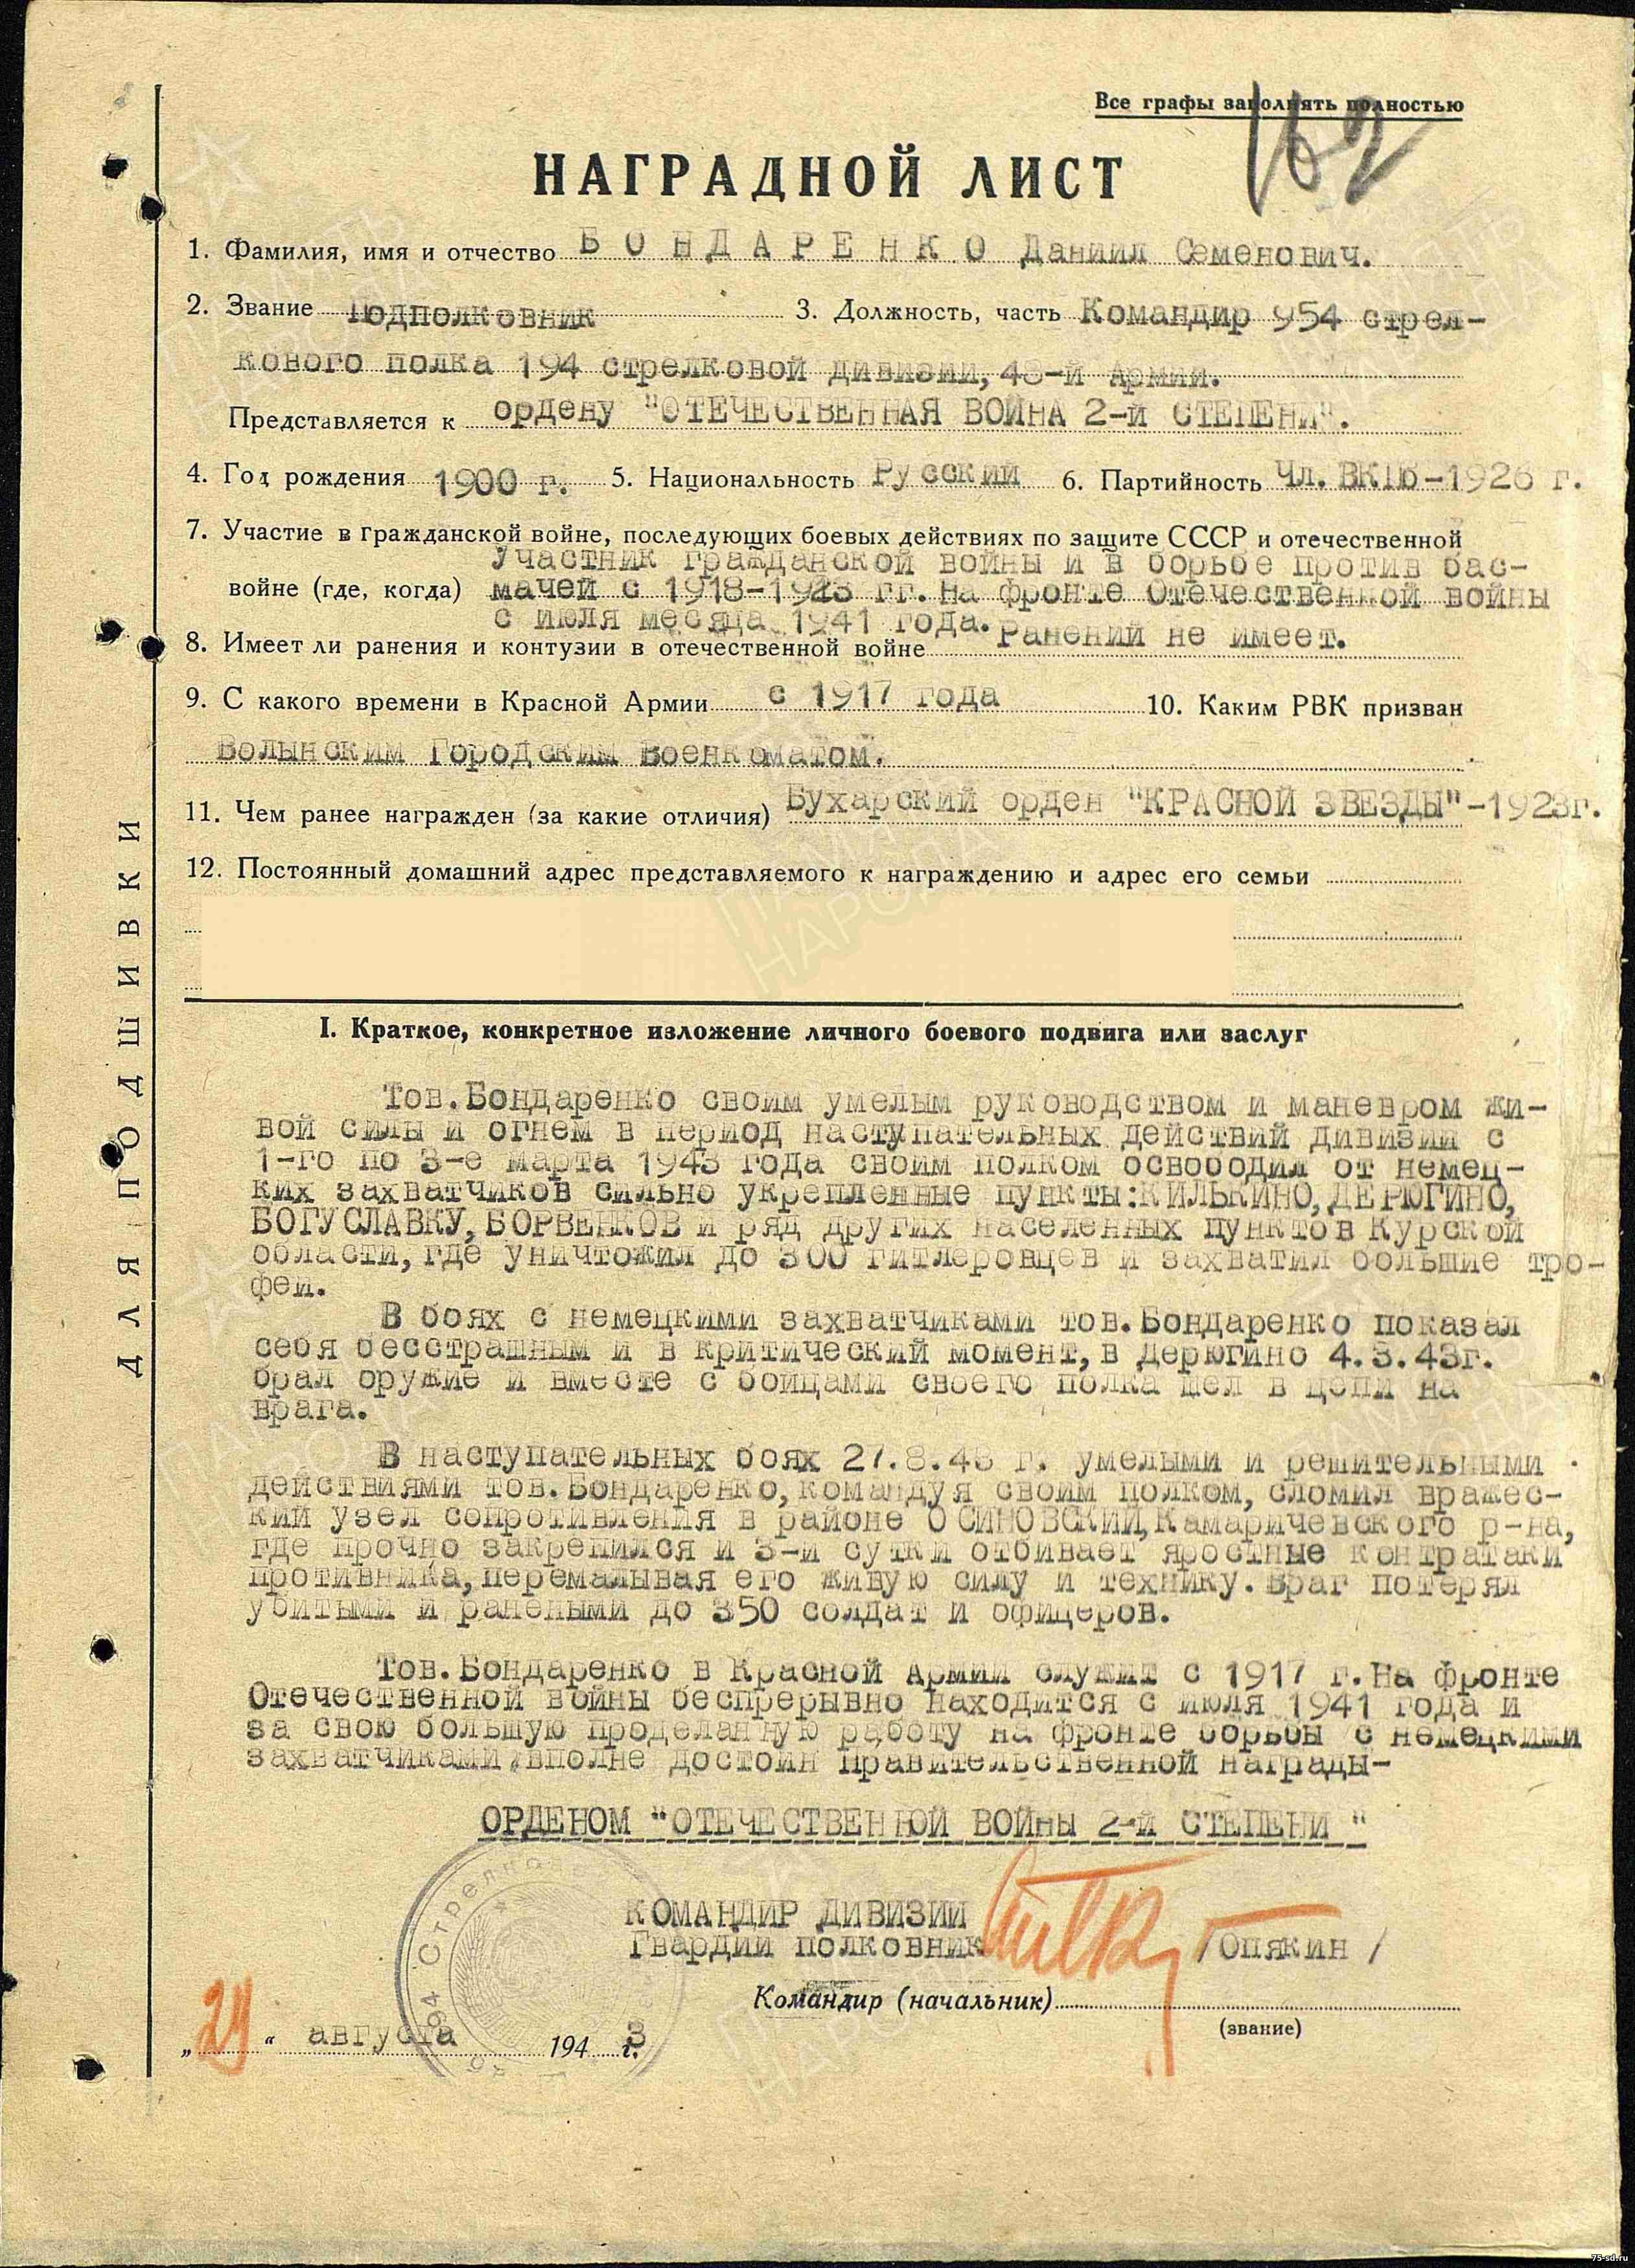 Все графы заполнять полностью
162
НАГРАДНОЙ ЛИСТ
1. Фамилия, имя и отчество БОНДАРЕНКО Даниил Семенович.
2. Звание Подполковник 3. Должность, часть Командир 954 стрел-
кового полка 194 стрелковой дивизии, 48-й Армии.
Представляется к ордену "ОТЕЧЕСТВЕННАЯ ВОЙНА 2-й СТЕПЕНИ".
4. Год рождения 1900 г. 5. Национальность Русский 6. Партийность Чл. ВКПб-1926 г.
7. Участие в гражданской войне, последующих боевых действиях по защите СССР и отечественной
Участник гражданской войны и в борьбе против бас-
войне (где, когда) мачей с 1918-1923 гг. На фронте Отечественной войны
с июля месяца 1941 года.
8. Имеет ли ранения и контузии в отечественной войне Ранений не имеет.
9. С какого времени в Красной Армии с 1917 года 10. Каким РВК призван
Волынским Городским Военкоматом.
11. Чем ранее награжден (за какие отличия) Бухарский орден "КРАСНОЙ ЗВЕЗДЫ"-1923г.
12. Постоянный домашний адрес представляемого к награждению и адрес его семьи
I. Краткое, конкретное изложение личного боевого подвига или заслуг
Тов.Бондаренко своим умелым руководством и маневром жи-
вой силы и огнем в период наступательных действий дивизии с
1-го по 3-е марта 1943 года своим полком освободил от немец-
ких захватчиков сильно укрепленные пункты:КИЛЬКИНО, ДЕРЮГИНО,
БОГУСЛАВКУ, БОРВЕНКОВ и ряд других населенных пунктов Курской
области, где уничтожил до 300 гитлеровцев и захватил большие тро-
феи.
В боях с немецкими захватчиками тов.Бондаренко показал
себя бесстрашным и в критический момент, в Дерюгино 4.3.43г.
брал оружие и вместе с бойцами своего полка шел в цепи на
врага.
В наступательных боях 27.8.43 г. умелыми и решительными
действиями тов.Бондаренко, командуя своим полком, сломил вражес-
кий узел сопротивления в районе ОСИНОВСКИЙ, Камаричевского р-на,
где прочно закрепился и 3-и сутки отбивает яростные контратаки
противника, перемалывая его живую силу и технику. Враг потерял
убитыми и ранеными до 350 солдат и офицеров.
Тов.Бондаренко в Красной Армии служит с 1917 г. На фронте
Отечественной войны беспрерывно находится с июля 1941 года и
за свою большую проделанную работу на фронте борьбы с немецкими
захватчиками, вполне достоин правительственной награды-
ОРДЕНОМ "ОТЕЧЕСТВЕННОЙ ВОЙНЫ 2-й СТЕПЕНИ"
КОМАНДИР ДИВИЗИИ
Гвардии полковник /Опякин/
Командир (начальник)
(звание)
„29“ августа 1943 г.
194 Стрелко
ДЛЯ ПОДШИВКИ
ПАМЯТЬ НАРОДА
75-sd.ru